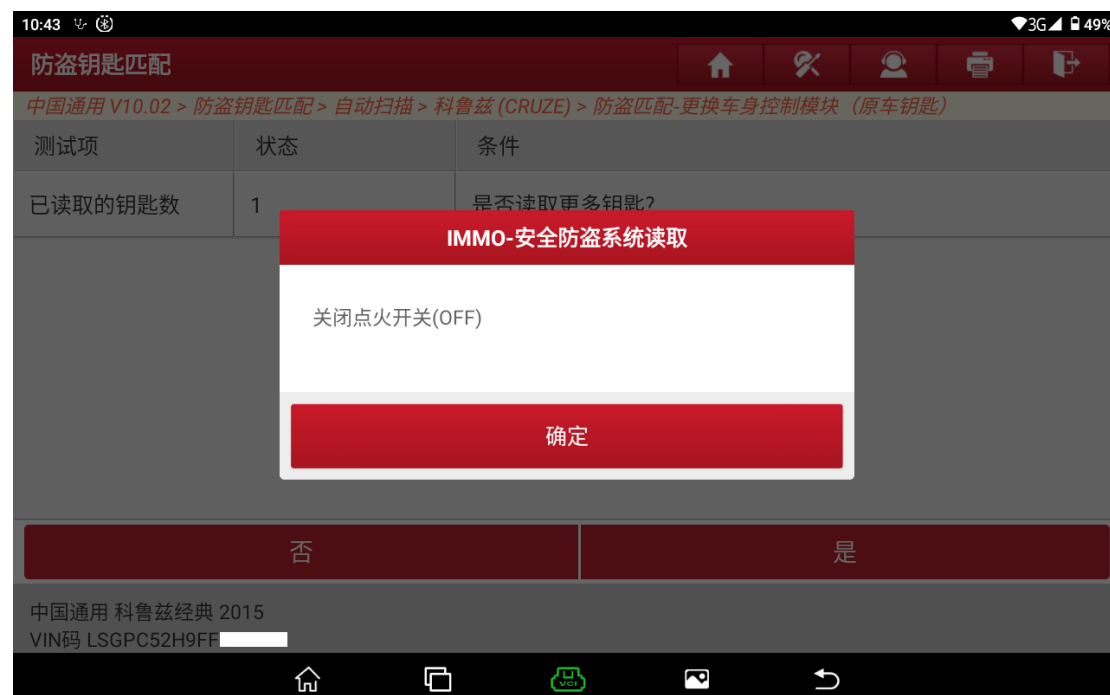 10:43 3G 49%
防盗钥匙匹配
中国通用 V10.02 > 防盗钥匙匹配 > 自动扫描 > 科鲁兹 (CRUZE) > 防盗匹配-更换车身控制模块（原车钥匙）
测试项 状态 条件
已读取的钥匙数 1 是否读取更多钥匙?
IMMO-安全防盗系统读取
关闭点火开关(OFF)
确定
否 是
中国通用 科鲁兹经典 2015
VIN码 LSGPC52H9FF
VCI